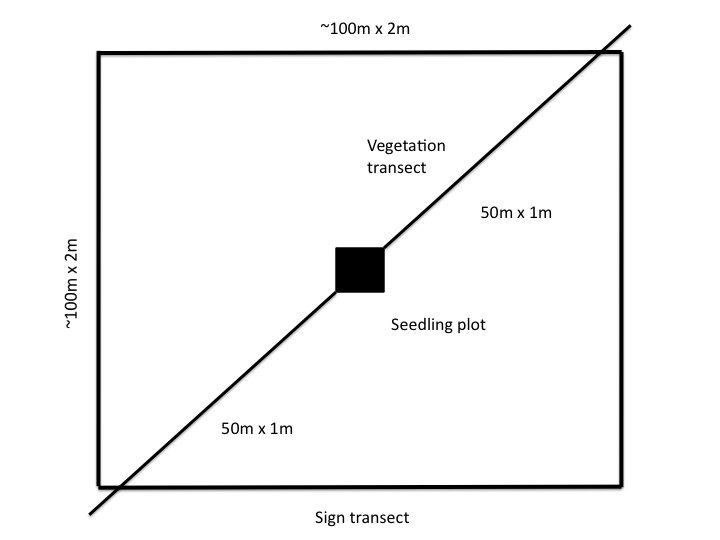 ~100m x 2m
Vegetation
transect
50m x 1m
~100m x 2m
Seedling plot
50m x 1m
Sign transect